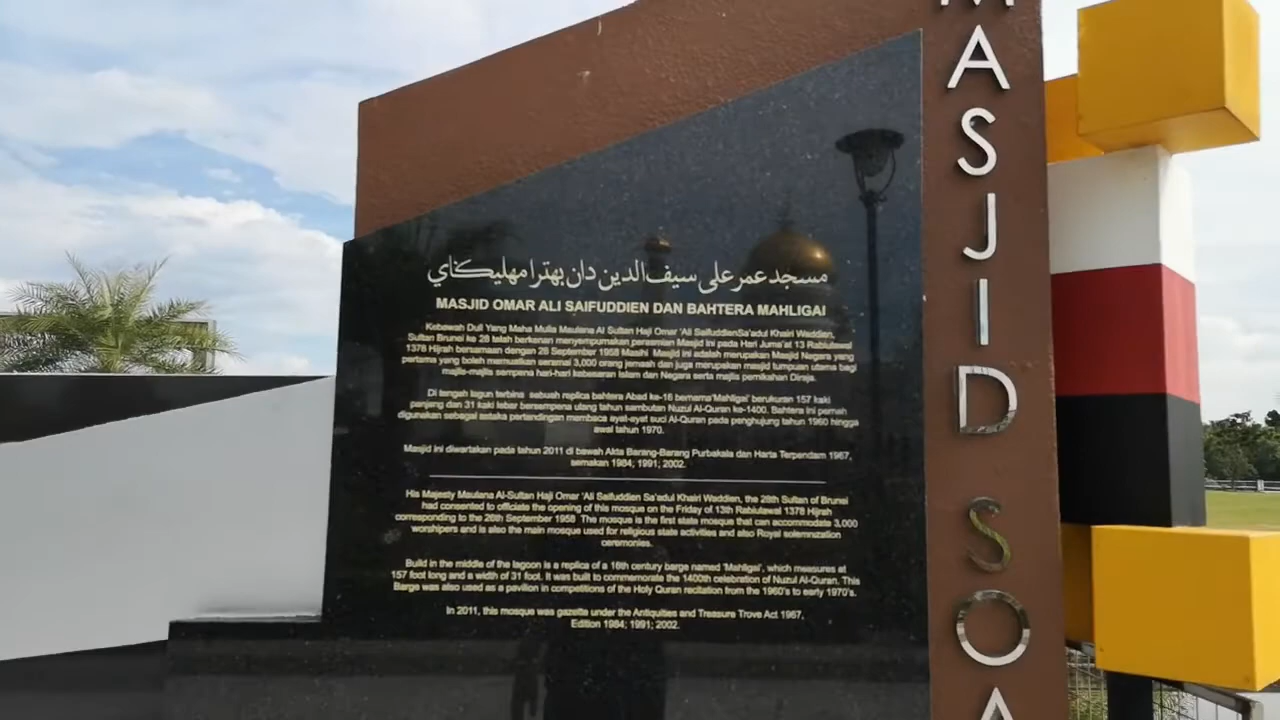 مسجد عمر علي سيف الدين دان بهترا مهليݢاي
MASJID OMAR ALI SAIFUDDIEN DAN BAHTERA MAHLIGAI
Kebawah Duli Yang Maha Mulia Maulana Al Sultan Haji Omar 'Ali SaifuddienSa'adul Khairi Waddien,
Sultan Brunei ke 28 telah berkenan menyempurnakan perasmian Masjid ini pada Hari Juma'at 13 Rabiulawal
1378 Hijrah bersamaan dengan 26 September 1958 Masihi. Masjid ini adalah merupakan Masjid Negara yang
pertama yang boleh memuatkan seramai 3,000 orang jemaah dan juga merupakan masjid tumpuan utama bagi
majlis-majlis sempena hari-hari kebesaran Islam dan Negara serta majlis pernikahan Diraja.
Di tengah lagun terbina sebuah replica bahtera Abad ke-16 bernama'Mahligai' berukuran 157 kaki
panjang dan 31 kaki lebar bersempena ulang tahun sambutan Nuzul Al-Quran ke-1400. Bahtera ini pernah
digunakan sebagai astaka pertandingan membaca ayat-ayat suci Al-Quran pada penghujung tahun 1960 hingga
awal tahun 1970.
Masjid ini diwartakan pada tahun 2011 di bawah Akta Barang-Barang Purbakala dan Harta Terpendam 1967,
semakan 1984; 1991; 2002.
His Majesty Maulana Al-Sultan Haji Omar 'Ali Saifuddien Sa'adul Khairi Waddien, the 28th Sultan of Brunei
had consented to officiate the opening of this mosque on the Friday of 13th Rabiulawal 1378 Hijrah
corresponding to the 26th September 1958. The mosque is the first state mosque that can accommodate 3,000
worshipers and is also the main mosque used for religious state activities and also Royal solemnization
ceremonies.
Build in the middle of the lagoon is a replica of a 16th century barge named 'Mahligai', which measures at
157 foot long and a width of 31 foot. It was built to commemorate the 1400th celebration of Nuzul Al-Quran. This
Barge was also used as a pavilion in competitions of the Holy Quran recitation from the 1960's to early 1970's.
In 2011, this mosque was gazette under the Antiquities and Treasure Trove Act 1967,
Edition 1984; 1991; 2002.
MASJID SOA